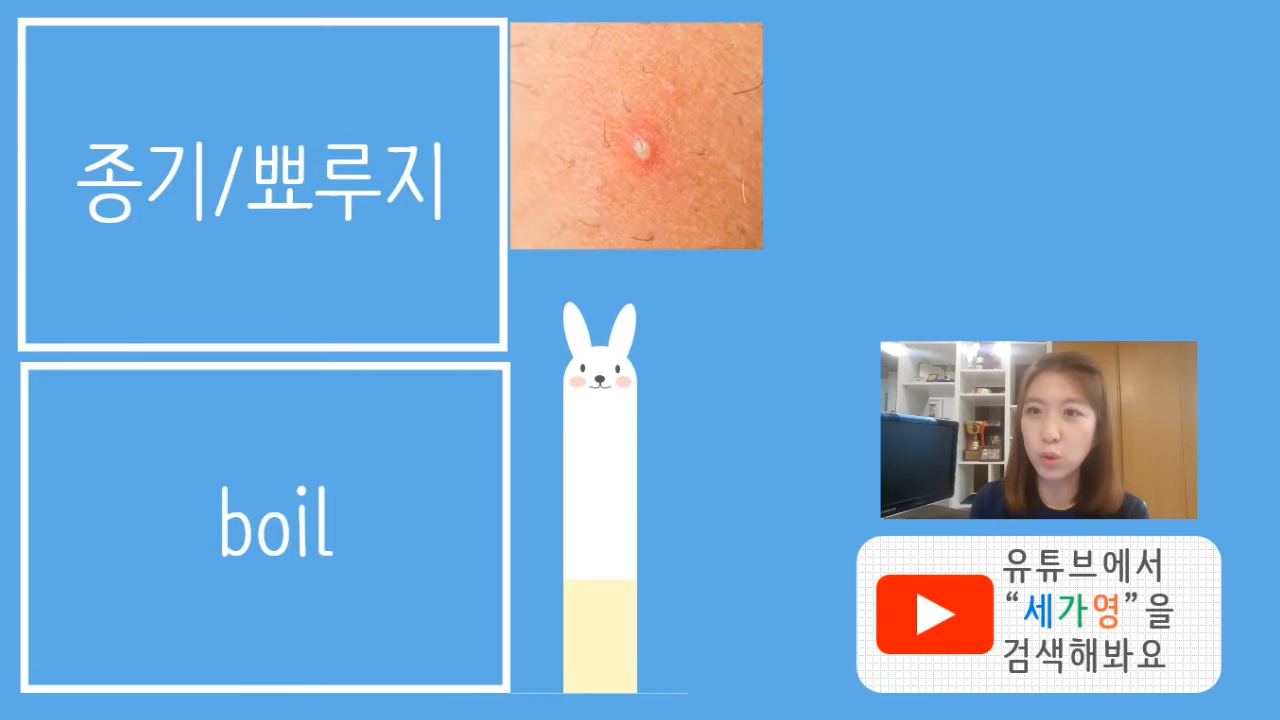 종기/뾰루지
boil
유튜브에서
“세가영”을
검색해봐요